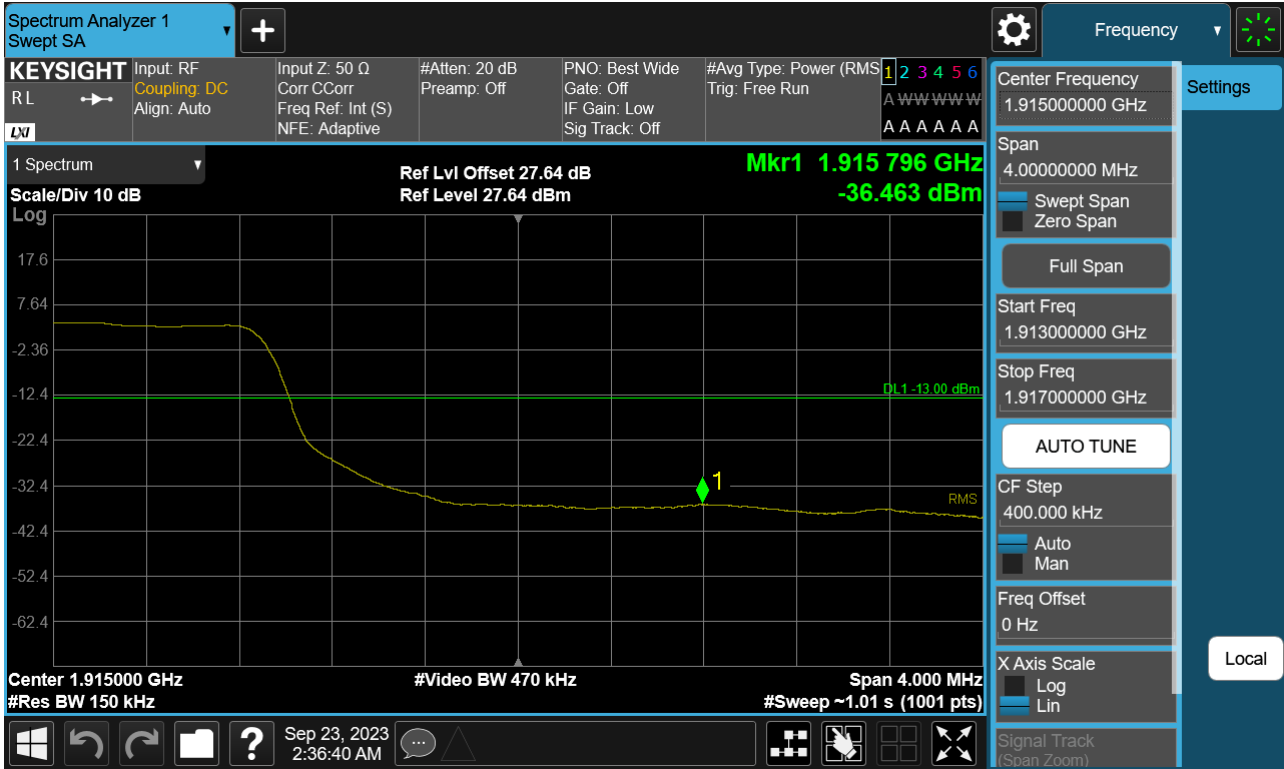 Spectrum Analyzer 1
Swept SA
Frequency
KEYSIGHT
R L
LXI
Input: RF
Coupling: DC
Align: Auto
Input Z: 50 Ω
Corr CCorr
Freq Ref: Int (S)
NFE: Adaptive
#Atten: 20 dB
Preamp: Off
PNO: Best Wide
Gate: Off
IF Gain: Low
Sig Track: Off
#Avg Type: Power (RMS
Trig: Free Run
1 2 3 4 5 6
A W W W W W
A A A A A A
1 Spectrum
Scale/Div 10 dB
Log
Ref Lvl Offset 27.64 dB
Ref Level 27.64 dBm
Mkr1 1.915 796 GHz
-36.463 dBm
17.6
7.64
-2.36
-12.4
-22.4
-32.4
-42.4
-52.4
-62.4
DL1 -13.00 dBm
1
RMS
Center 1.915000 GHz
#Res BW 150 kHz
#Video BW 470 kHz
Span 4.000 MHz
#Sweep ~1.01 s (1001 pts)
Center Frequency
1.915000000 GHz
Span
4.00000000 MHz
Swept Span
Zero Span
Full Span
Start Freq
1.913000000 GHz
Stop Freq
1.917000000 GHz
AUTO TUNE
CF Step
400.000 kHz
Auto
Man
Freq Offset
0 Hz
X Axis Scale
Log
Lin
Signal Track
(Span Zoom)
Settings
Local
Sep 23, 2023
2:36:40 AM